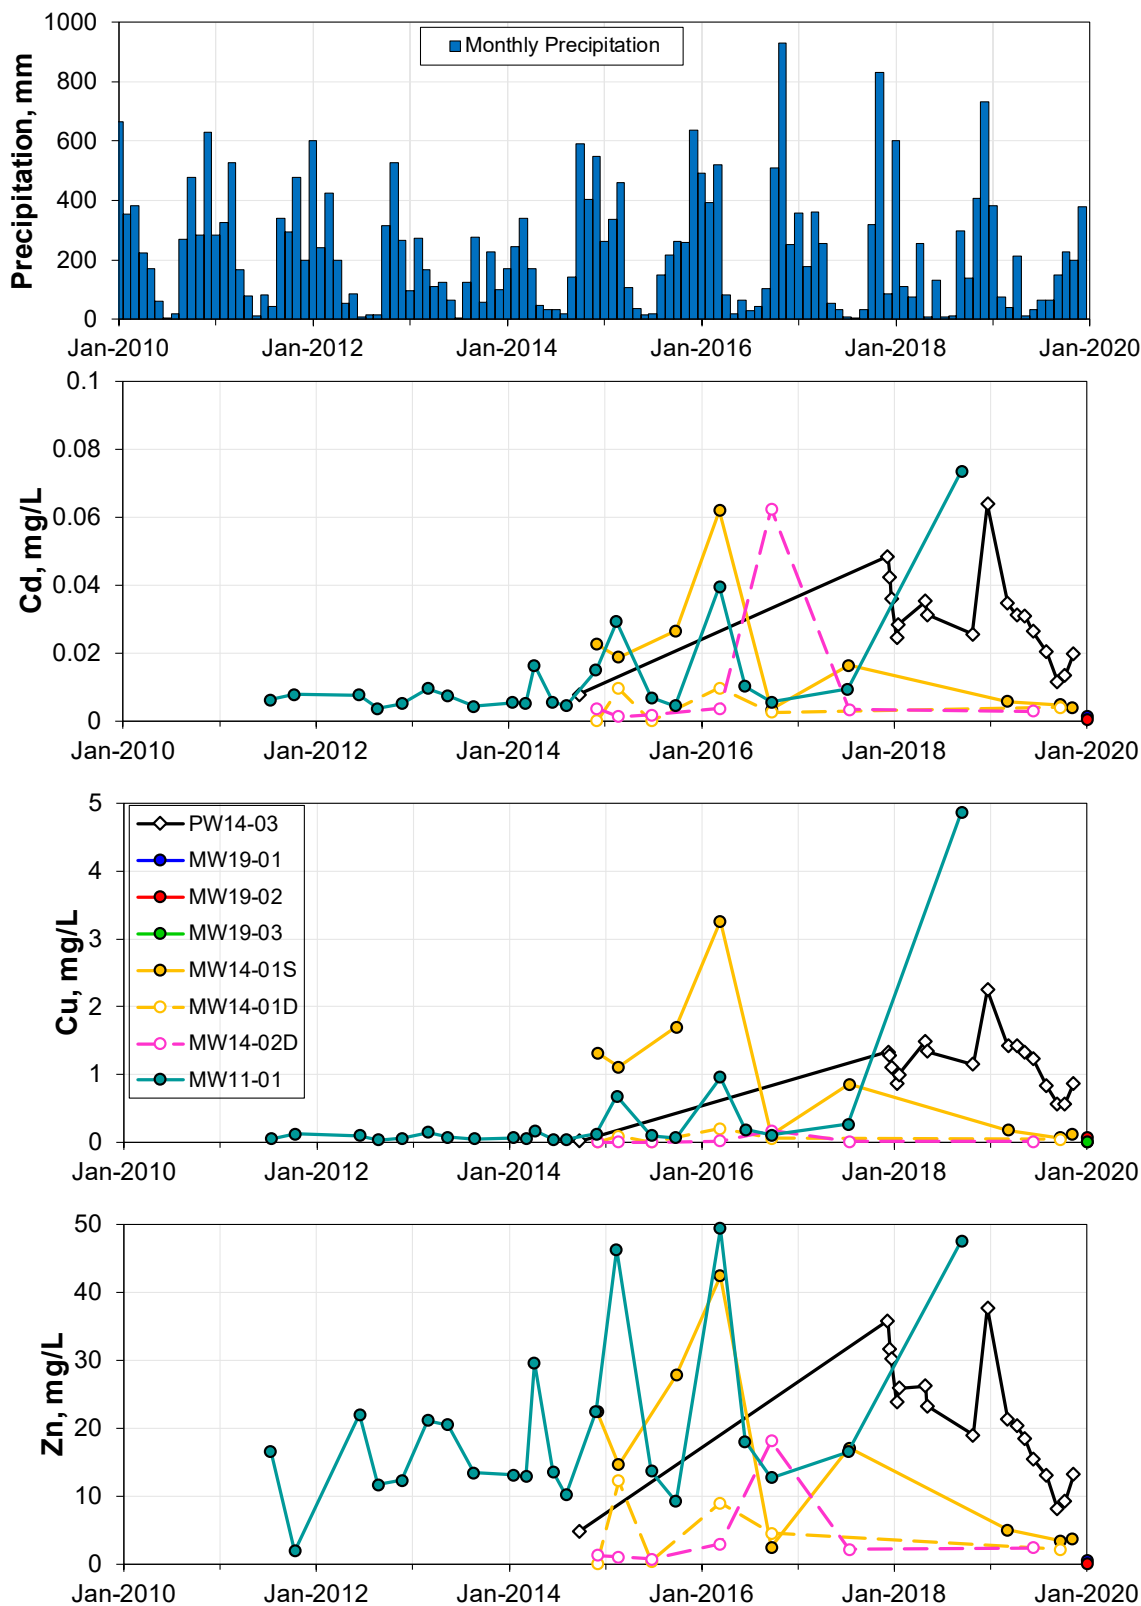 1000
800
600
400
200
0
Precipitation, mm
Monthly Precipitation
Jan-2010 Jan-2012 Jan-2014 Jan-2016 Jan-2018 Jan-2020
0.1
0.08
0.06
0.04
0.02
0
Cd, mg/L
Jan-2010 Jan-2012 Jan-2014 Jan-2016 Jan-2018 Jan-2020
5
4
3
2
1
0
Cu, mg/L
PW14-03
MW19-01
MW19-02
MW19-03
MW14-01S
MW14-01D
MW14-02D
MW11-01
Jan-2010 Jan-2012 Jan-2014 Jan-2016 Jan-2018 Jan-2020
50
40
30
20
10
0
Zn, mg/L
Jan-2010 Jan-2012 Jan-2014 Jan-2016 Jan-2018 Jan-2020